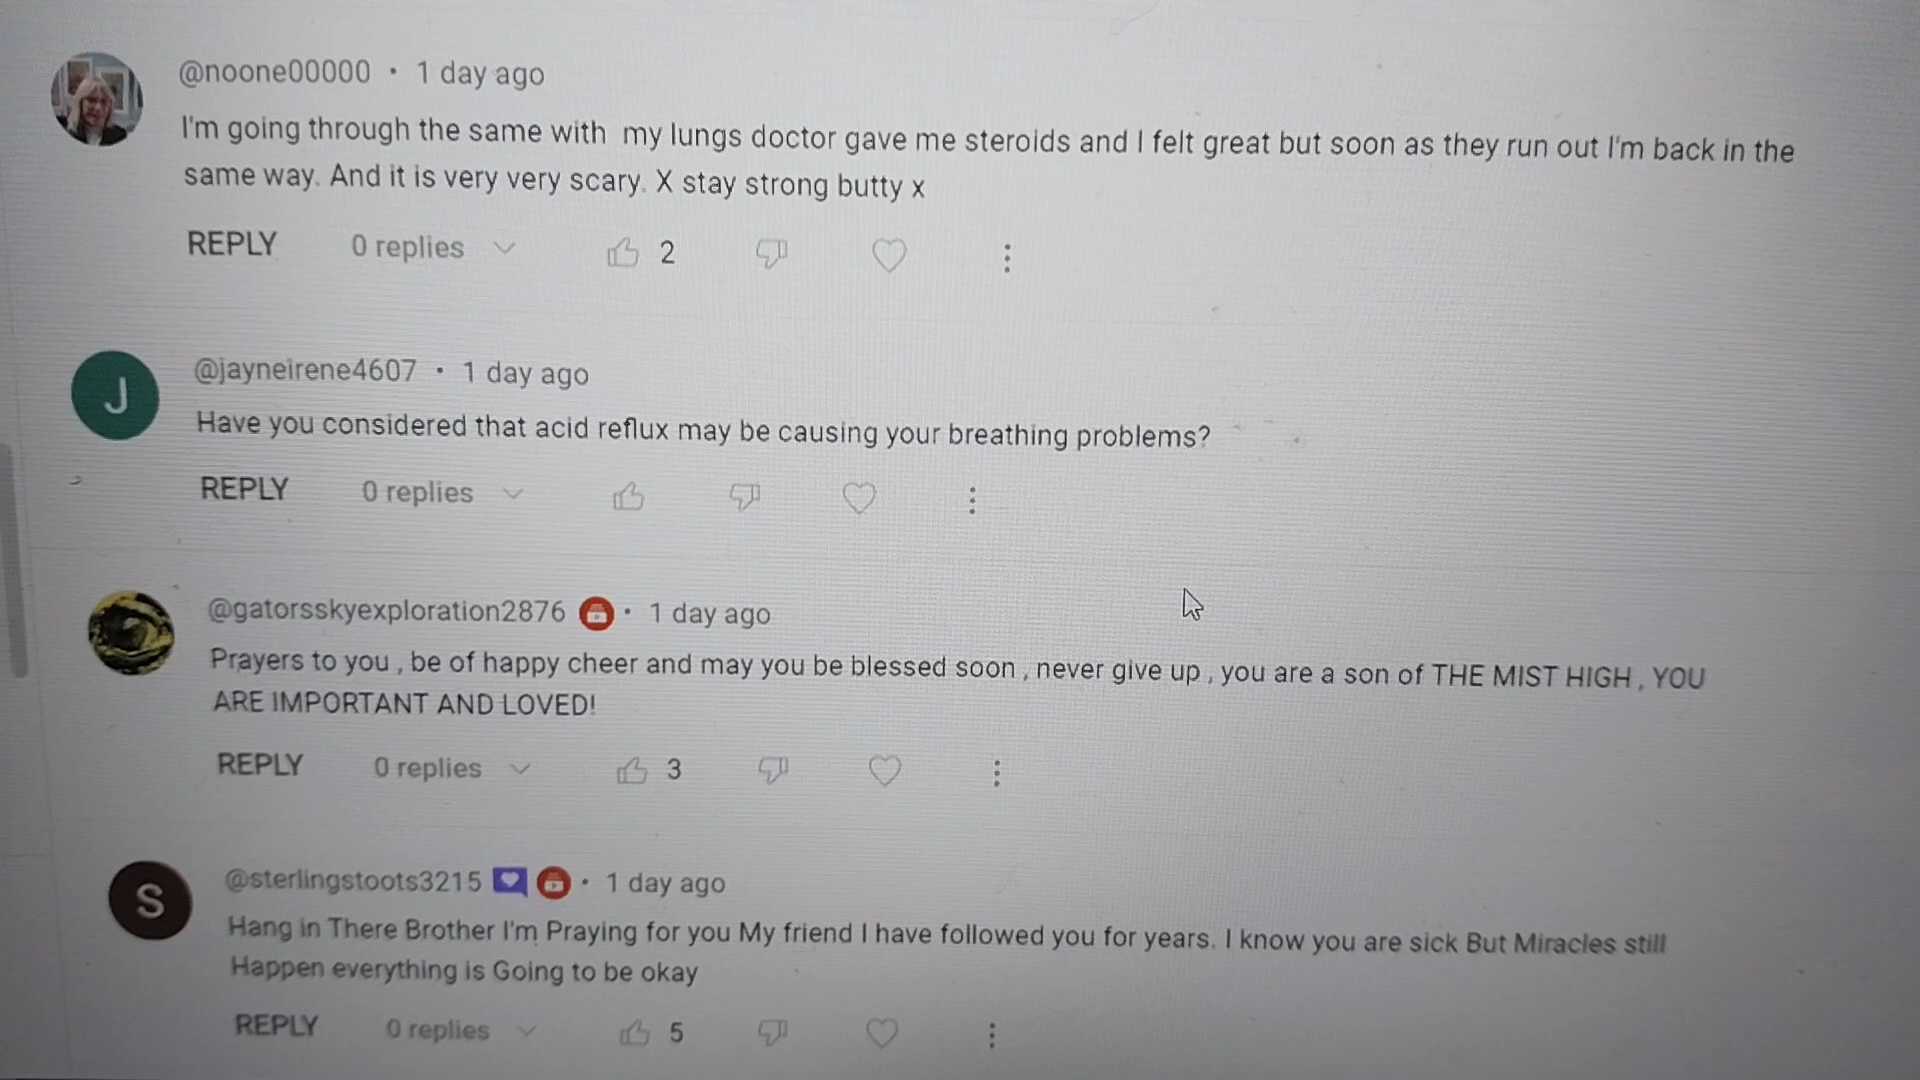 @noone00000 · 1 day ago
I'm going through the same with my lungs doctor gave me steroids and I felt great but soon as they run out I'm back in the
same way. And it is very very scary. X stay strong butty x
REPLY 0 replies 2
J
@jayneirene4607 · 1 day ago
Have you considered that acid reflux may be causing your breathing problems?
REPLY 0 replies
@gatorsskyexploration2876 · 1 day ago
Prayers to you , be of happy cheer and may you be blessed soon , never give up , you are a son of THE MIST HIGH , YOU
ARE IMPORTANT AND LOVED!
REPLY 0 replies 3
S
@sterlingstoots3215 · 1 day ago
Hang in There Brother I'm Praying for you My friend I have followed you for years. I know you are sick But Miracles still
Happen everything is Going to be okay
REPLY 0 replies 5